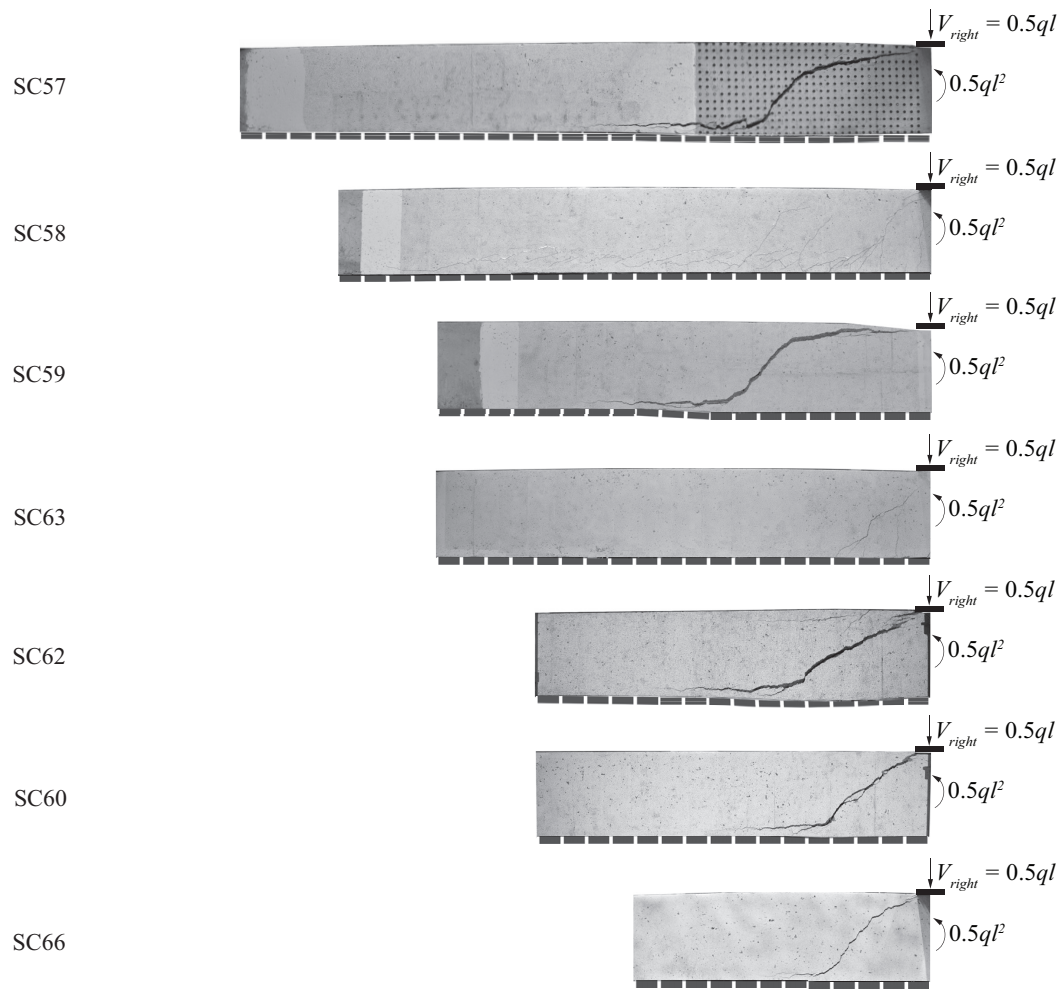 V_right = 0.5ql
SC57
0.5ql²
V_right = 0.5ql
SC58
0.5ql²
V_right = 0.5ql
SC59
0.5ql²
V_right = 0.5ql
SC63
0.5ql²
V_right = 0.5ql
SC62
0.5ql²
V_right = 0.5ql
SC60
0.5ql²
V_right = 0.5ql
SC66
0.5ql²